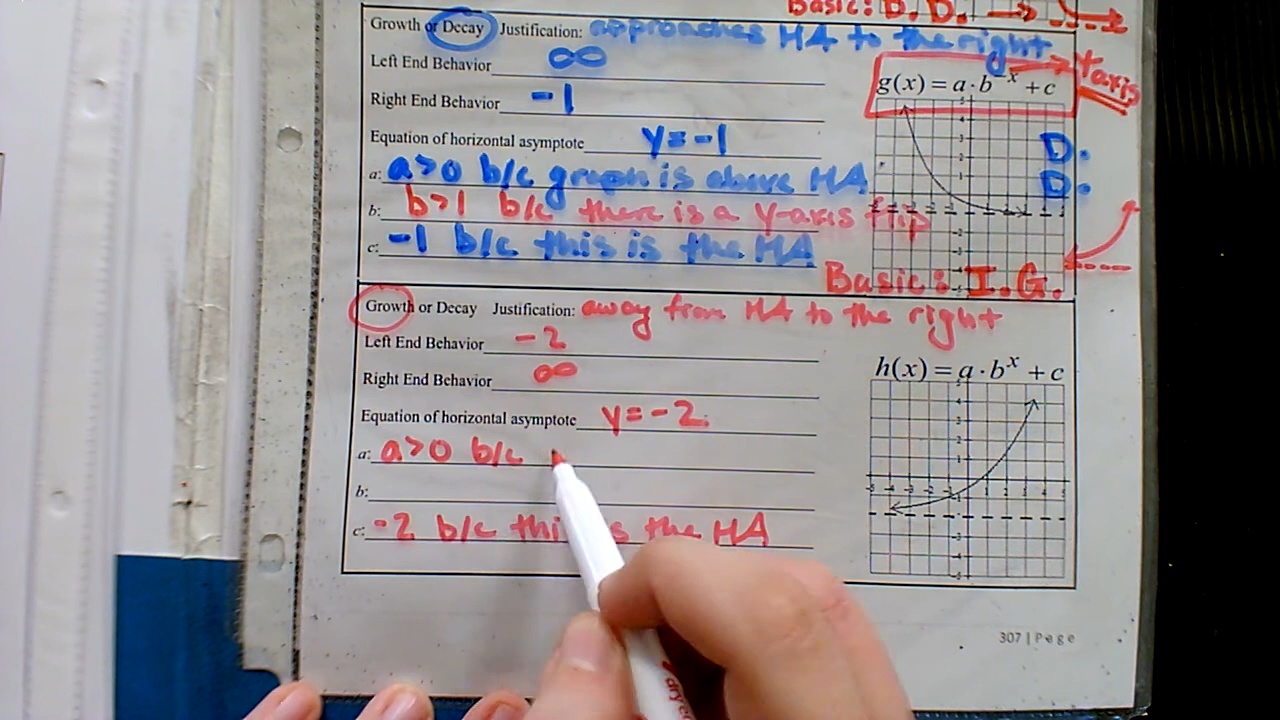 Basic: D. D. →
Growth or Decay Justification: approaches HA to the right
Left End Behavior ∞
g(x) = a·b^-x + c
Y axis
Right End Behavior -1
Equation of horizontal asymptote y = -1
D.
D.
a: a>0 b/c graph is above HA
b: b>1 b/c there is a y-axis flip
c: -1 b/c this is the HA
Basic: I.G.
Growth or Decay Justification: away from HA to the right
Left End Behavior -2
h(x) = a·b^x + c
Right End Behavior ∞
Equation of horizontal asymptote y = -2
a: a>0 b/c
b:
c: -2 b/c this is the HA
307 | Page